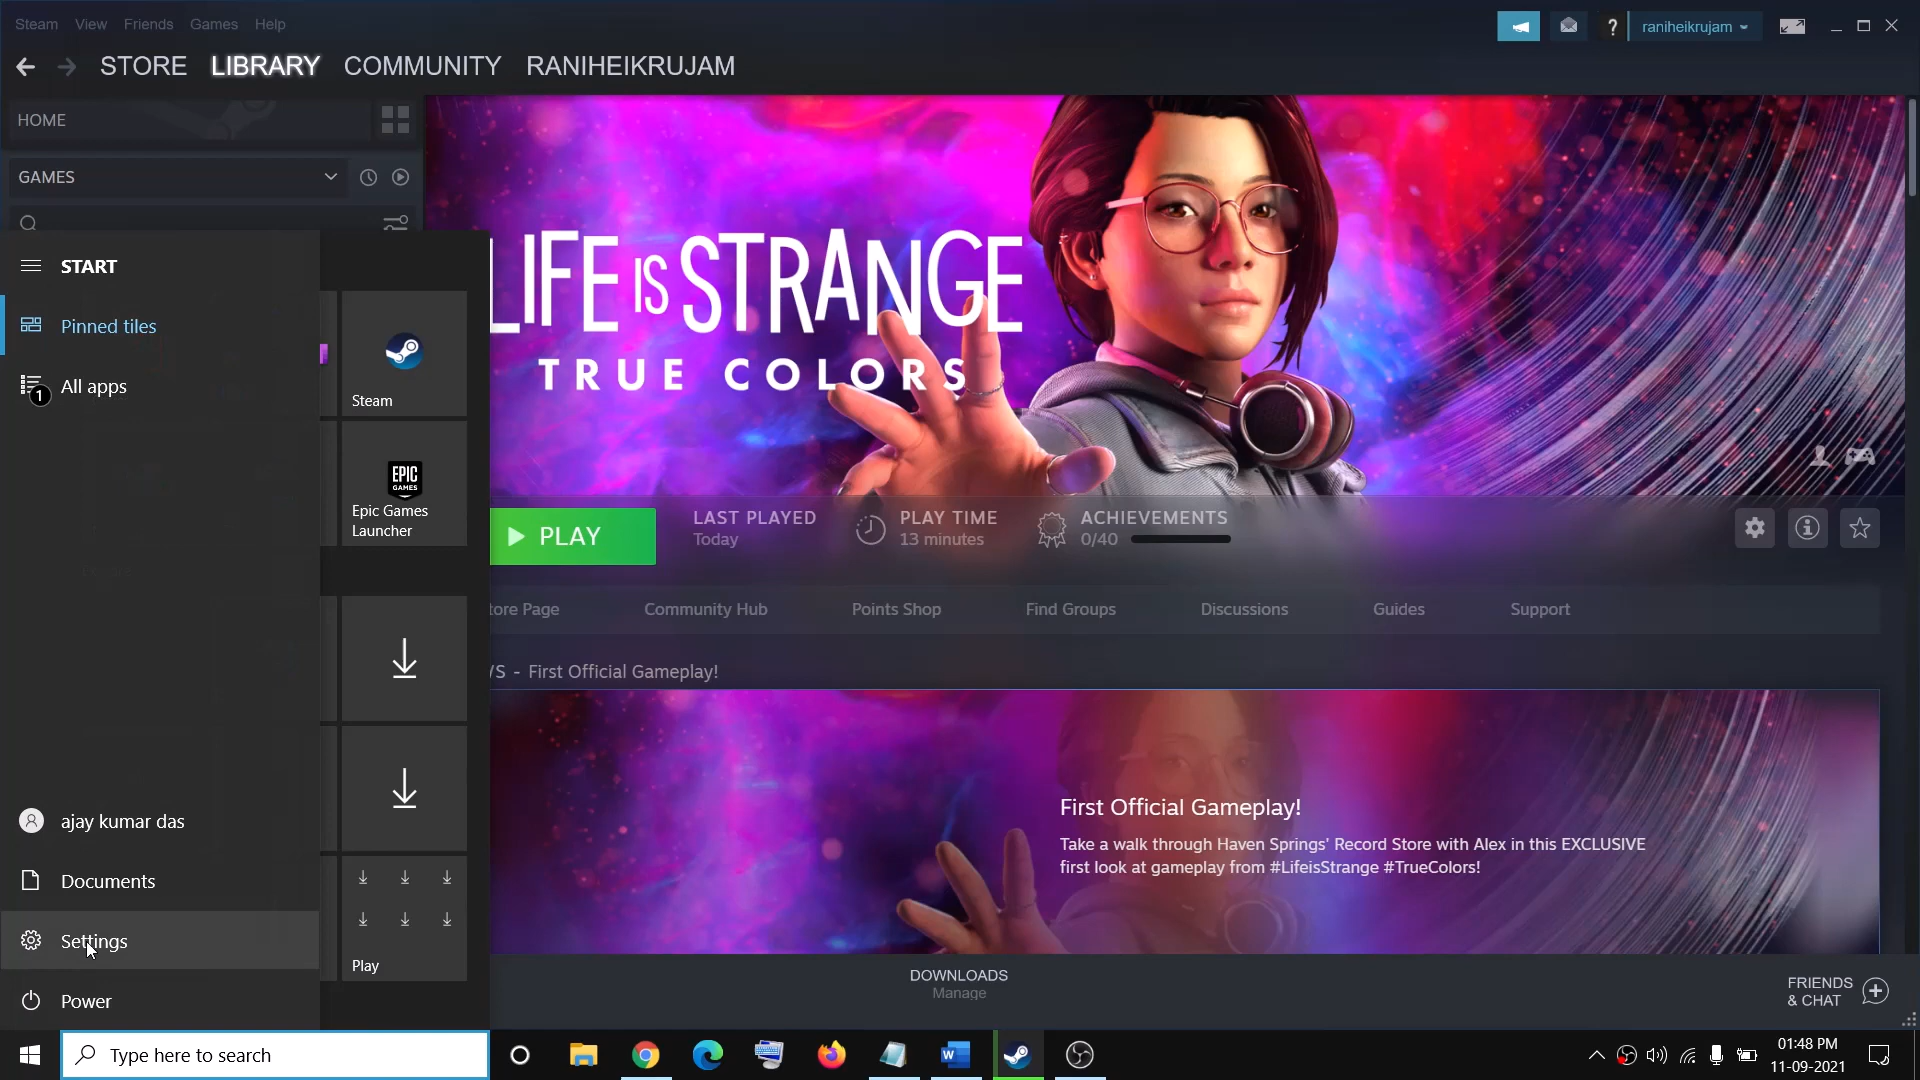 Steam View Friends Games Help
raniheikrujam
STORE LIBRARY COMMUNITY RANIHEIKRUJAM
HOME
GAMES
START
Pinned tiles
All apps
1
Steam
EPIC
GAMES
Epic Games
Launcher
ajay kumar das
Documents
Settings
Power
Play
LIFE IS STRANGE
TRUE COLORS
PLAY
LAST PLAYED
Today
PLAY TIME
13 minutes
ACHIEVEMENTS
0/40
tore Page Community Hub Points Shop Find Groups Discussions Guides Support
/S - First Official Gameplay!
First Official Gameplay!
Take a walk through Haven Springs' Record Store with Alex in this EXCLUSIVE
first look at gameplay from #LifeisStrange #TrueColors!
DOWNLOADS
Manage
FRIENDS
& CHAT
Type here to search
01:48 PM
11-09-2021